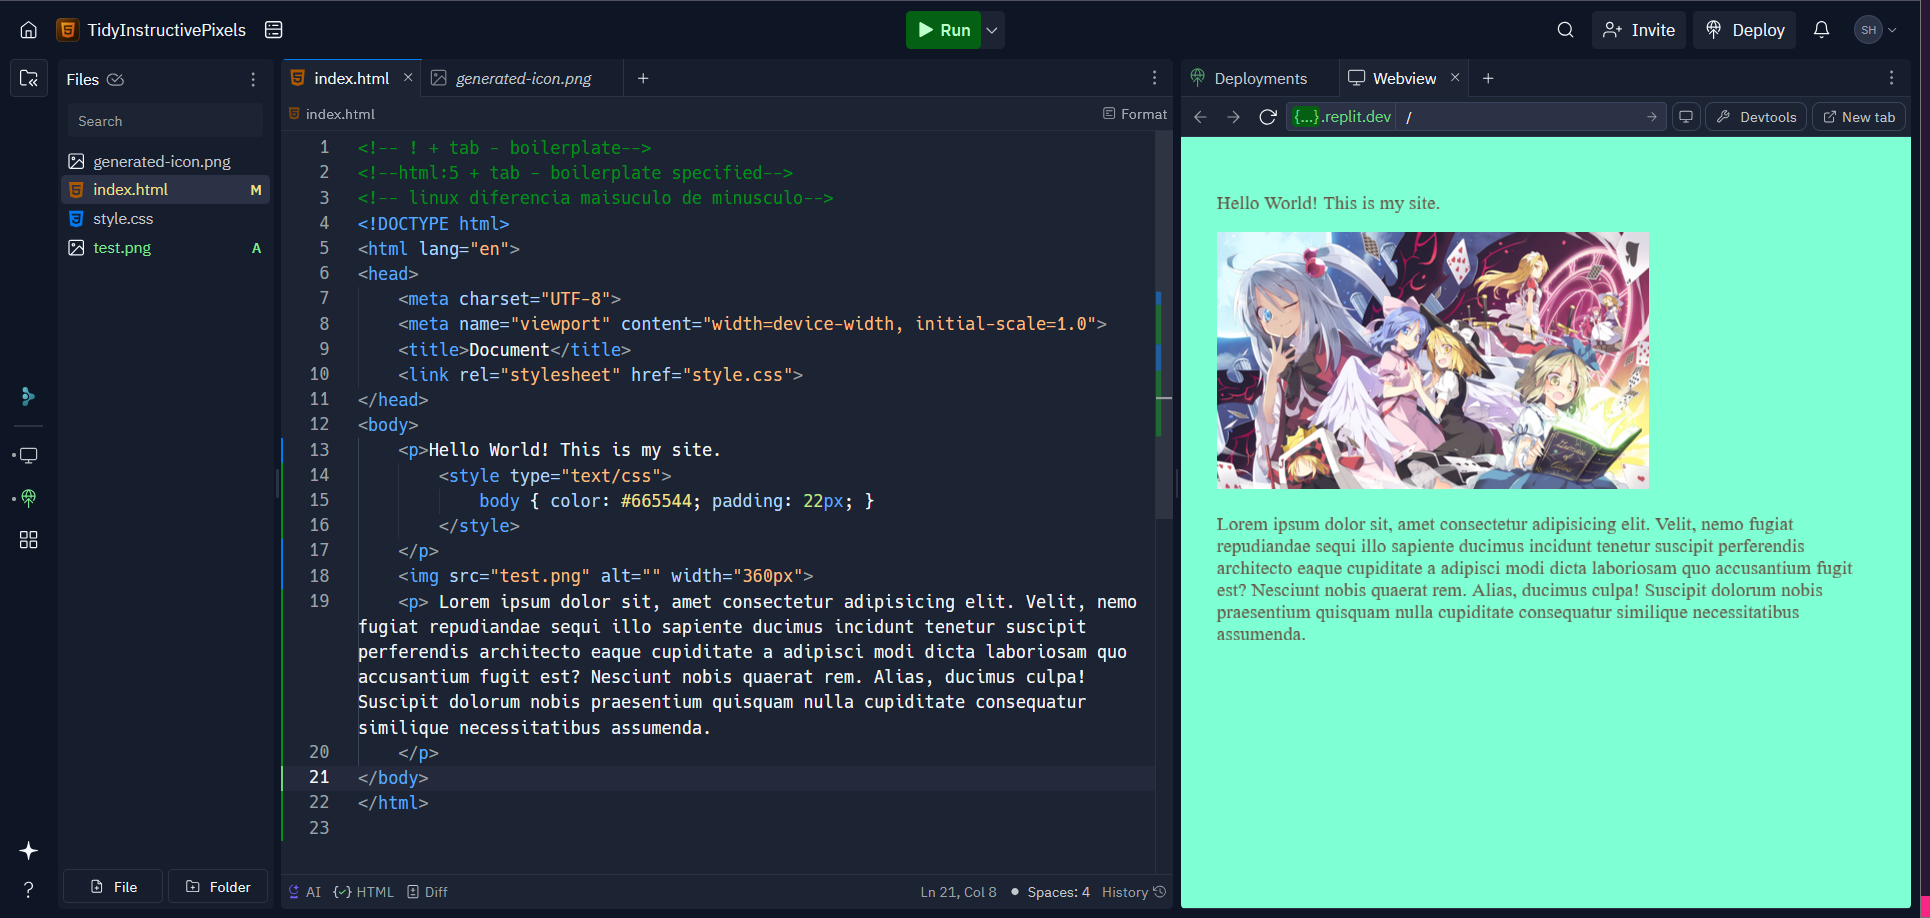 TidyInstructivePixels
Run
Invite
Deploy
SH
Files
Search
generated-icon.png
index.html M
style.css
test.png A
File
Folder
index.html
generated-icon.png
index.html
Format
1 <!-- ! + tab - boilerplate-->
2 <!--html:5 + tab - boilerplate specified-->
3 <!-- linux diferencia maisuculo de minusculo-->
4 <!DOCTYPE html>
5 <html lang="en">
6 <head>
7 <meta charset="UTF-8">
8 <meta name="viewport" content="width=device-width, initial-scale=1.0">
9 <title>Document</title>
10 <link rel="stylesheet" href="style.css">
11 </head>
12 <body>
13 <p>Hello World! This is my site.
14 <style type="text/css">
15 body { color: #665544; padding: 22px; }
16 </style>
17 </p>
18 <img src="test.png" alt="" width="360px">
19 <p> Lorem ipsum dolor sit, amet consectetur adipisicing elit. Velit, nemo
fugiat repudiandae sequi illo sapiente ducimus incidunt tenetur suscipit
perferendis architecto eaque cupiditate a adipisci modi dicta laboriosam quo
accusantium fugit est? Nesciunt nobis quaerat rem. Alias, ducimus culpa!
Suscipit dolorum nobis praesentium quisquam nulla cupiditate consequatur
similique necessitatibus assumenda.
20 </p>
21 </body>
22 </html>
23
AI
HTML
Diff
Ln 21, Col 8
Spaces: 4
History
Deployments
Webview
{...}.replit.dev
/
Devtools
New tab
Hello World! This is my site.
Lorem ipsum dolor sit, amet consectetur adipisicing elit. Velit, nemo fugiat
repudiandae sequi illo sapiente ducimus incidunt tenetur suscipit perferendis
architecto eaque cupiditate a adipisci modi dicta laboriosam quo accusantium fugit
est? Nesciunt nobis quaerat rem. Alias, ducimus culpa! Suscipit dolorum nobis
praesentium quisquam nulla cupiditate consequatur similique necessitatibus
assumenda.